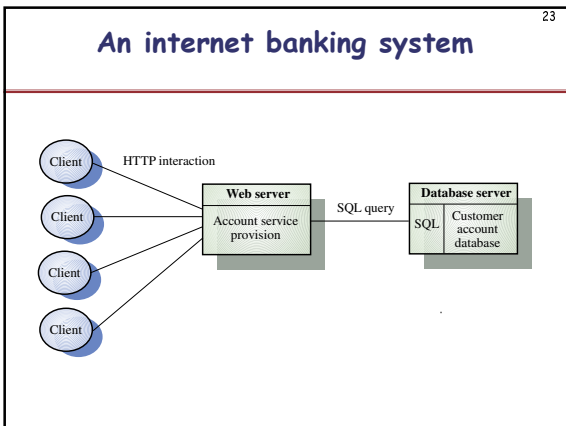 23
An internet banking system
Client
HTTP interaction
Client
Client
Client
Web server
Account service
provision
SQL query
Database server
SQL
Customer
account
database